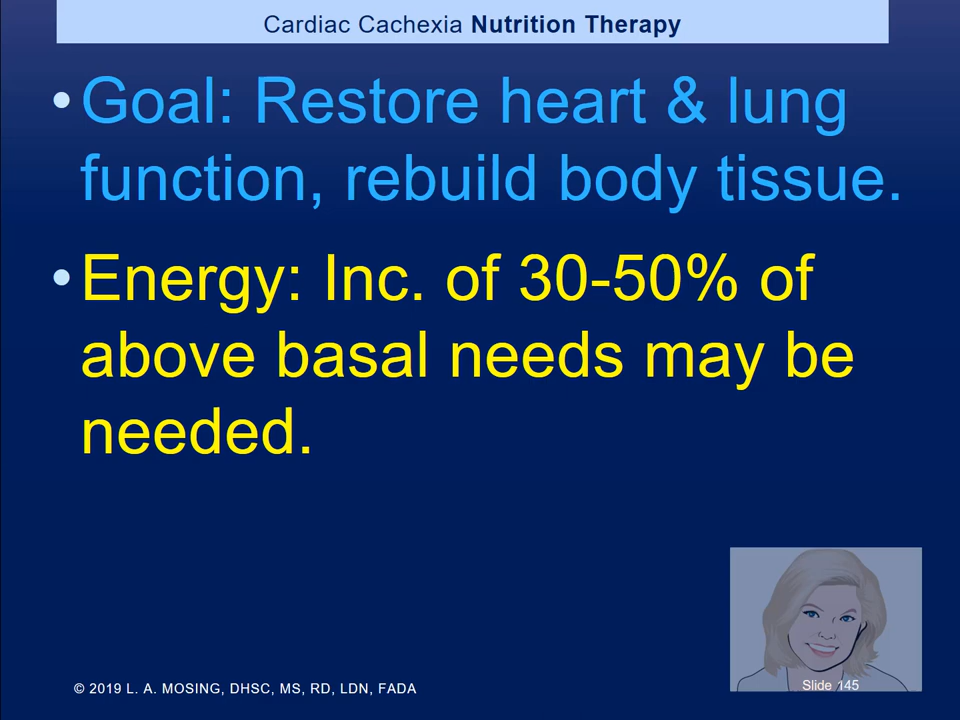 Cardiac Cachexia Nutrition Therapy
•Goal: Restore heart & lung
function, rebuild body tissue.
•Energy: Inc. of 30-50% of
above basal needs may be
needed.
© 2019 L. A. MOSING, DHSC, MS, RD, LDN, FADA
Slide 145